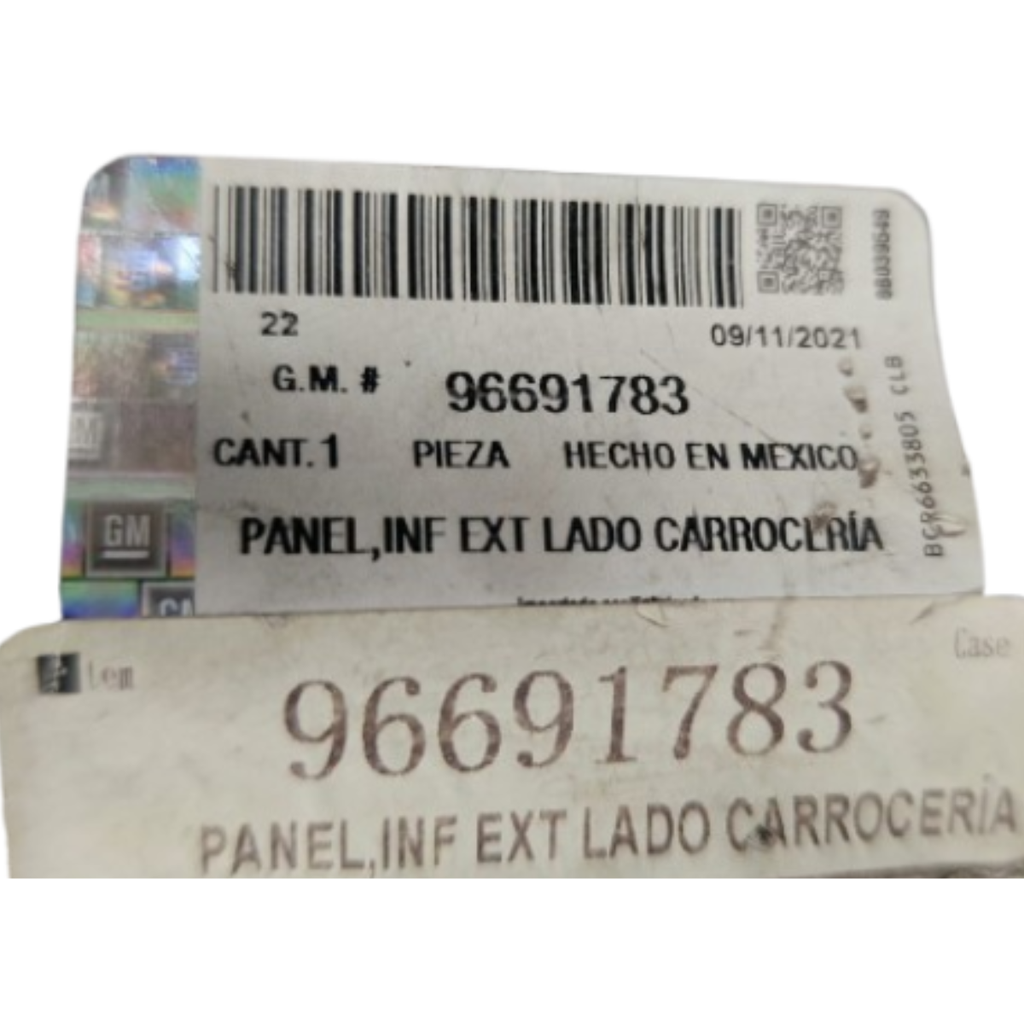 22
09/11/2021
G.M. # 96691783
CANT. 1 PIEZA HECHO EN MEXICO
PANEL,INF EXT LADO CARROCERÍA
BCR6633805 CLB
GM
Item
Case
96691783
PANEL,INF EXT LADO CARROCERÍA